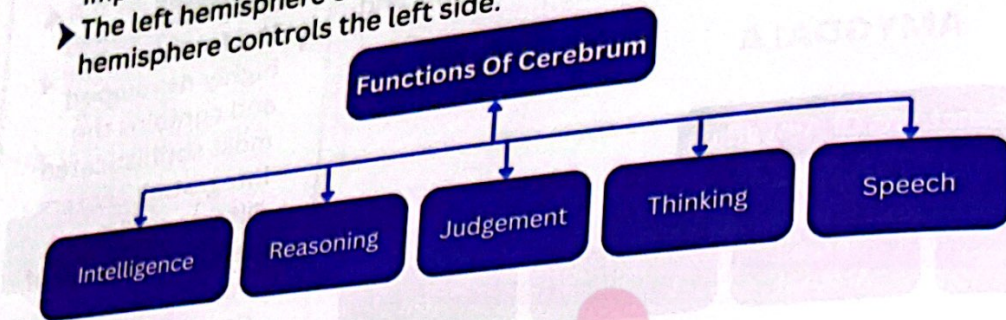 The left hemisphere
hemisphere controls the left side.
Functions Of Cerebrum
Intelligence
Reasoning
Judgement
Thinking
Speech